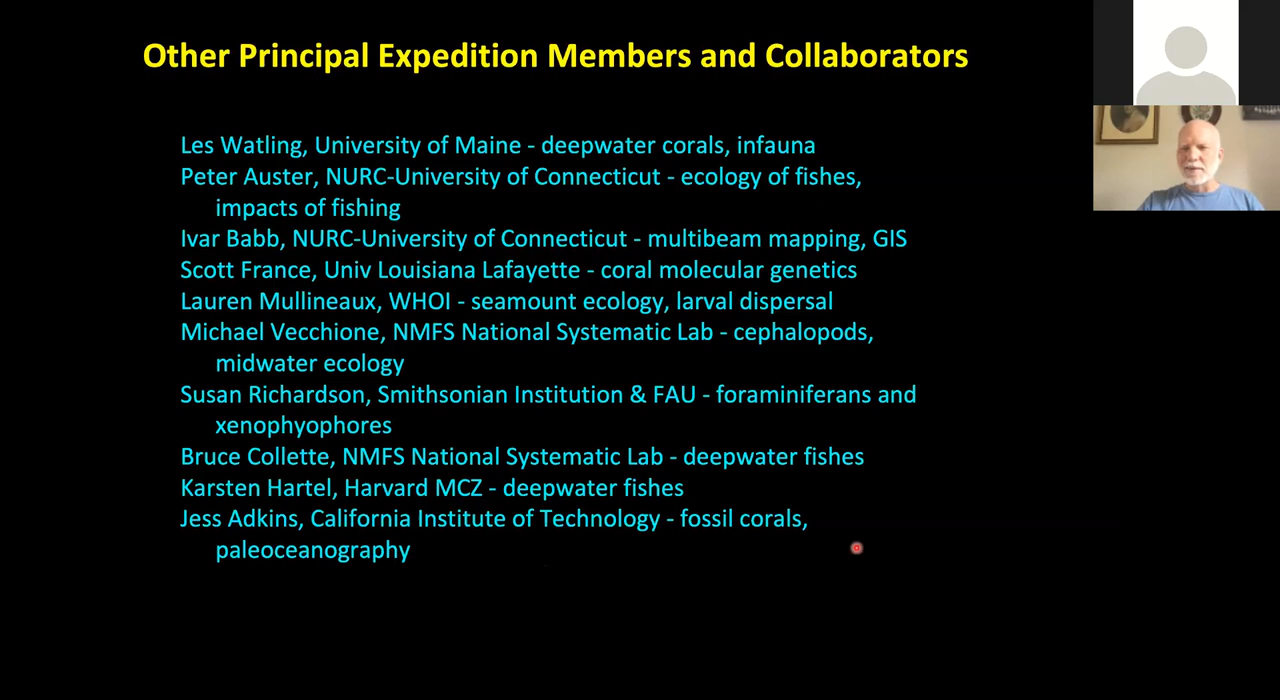 Other Principal Expedition Members and Collaborators
Les Watling, University of Maine - deepwater corals, infauna
Peter Auster, NURC-University of Connecticut - ecology of fishes,
impacts of fishing
Ivar Babb, NURC-University of Connecticut - multibeam mapping, GIS
Scott France, Univ Louisiana Lafayette - coral molecular genetics
Lauren Mullineaux, WHOI - seamount ecology, larval dispersal
Michael Vecchione, NMFS National Systematic Lab - cephalopods,
midwater ecology
Susan Richardson, Smithsonian Institution & FAU - foraminiferans and
xenophyophores
Bruce Collette, NMFS National Systematic Lab - deepwater fishes
Karsten Hartel, Harvard MCZ - deepwater fishes
Jess Adkins, California Institute of Technology - fossil corals,
paleoceanography